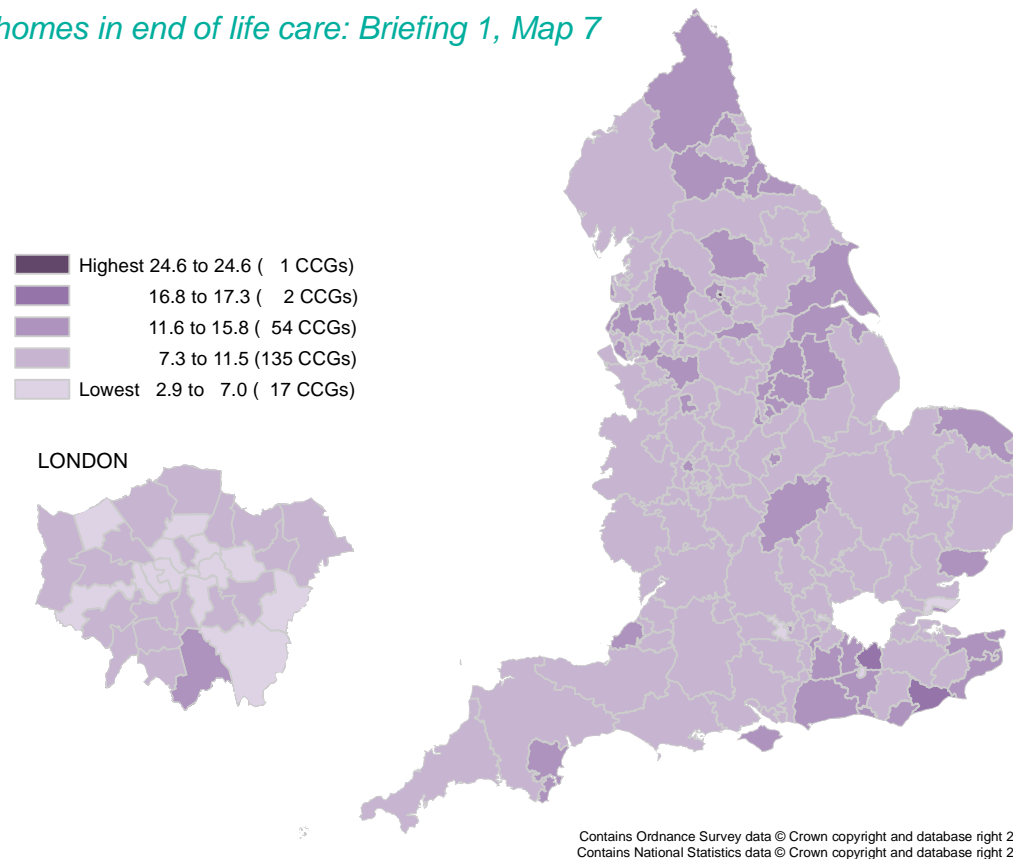 homes in end of life care: Briefing 1, Map 7
Highest 24.6 to 24.6 ( 1 CCGs)
16.8 to 17.3 ( 2 CCGs)
11.6 to 15.8 ( 54 CCGs)
7.3 to 11.5 (135 CCGs)
Lowest 2.9 to 7.0 ( 17 CCGs)
LONDON
Contains Ordnance Survey data © Crown copyright and database right 2
Contains National Statistics data © Crown copyright and database right 2